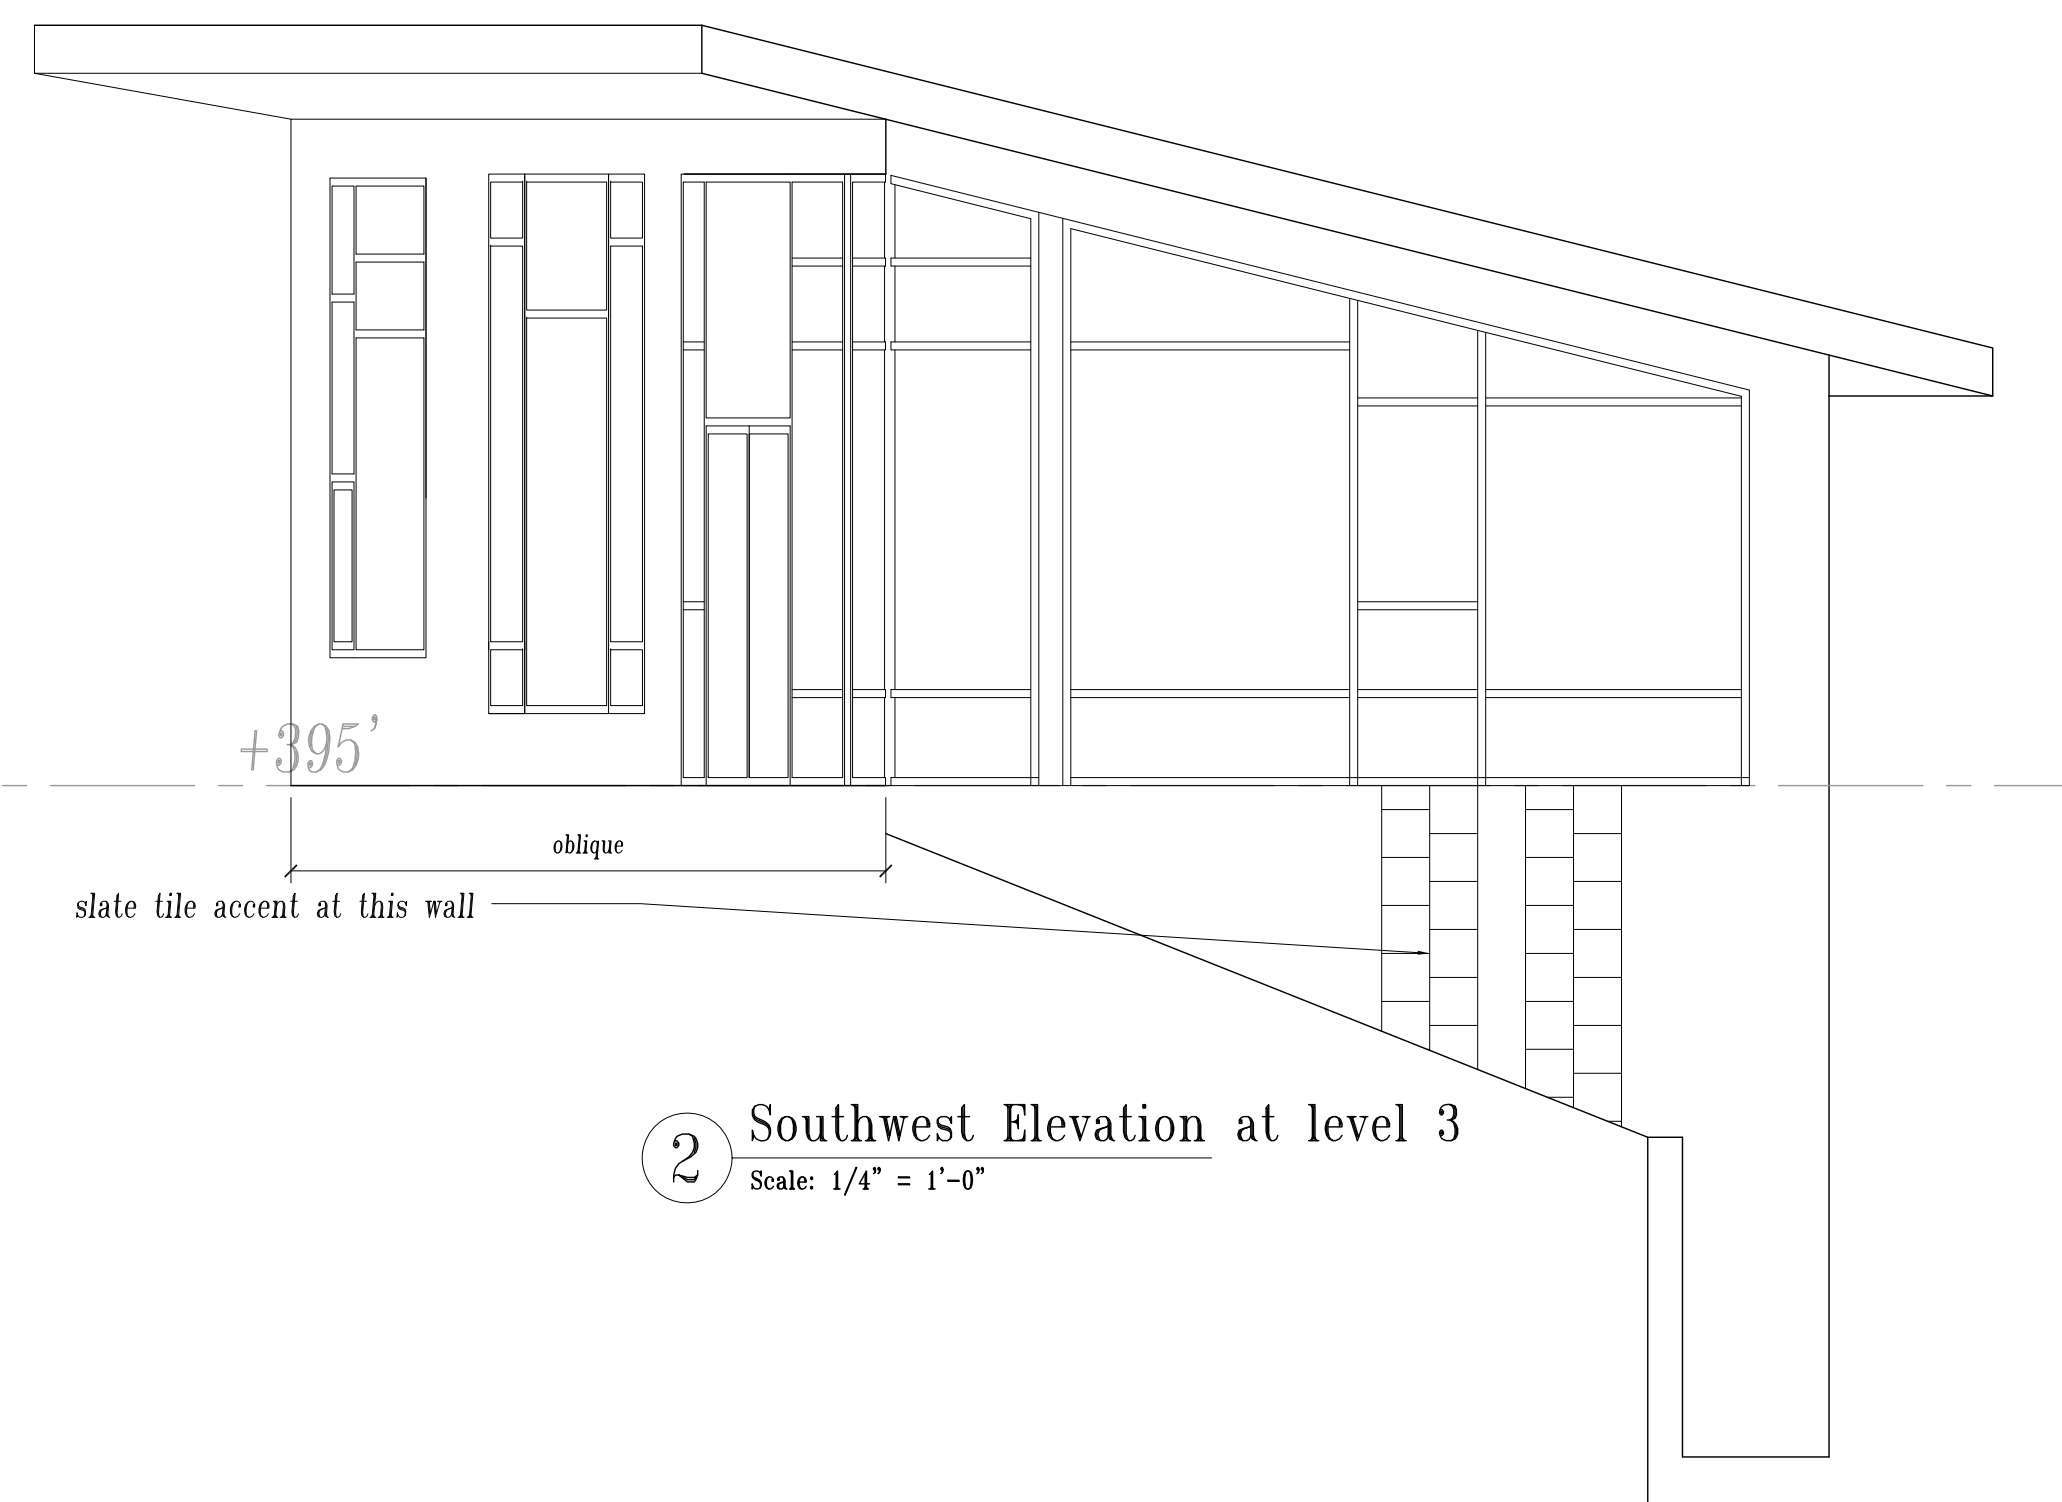 +395'
oblique
slate tile accent at this wall
2
Southwest Elevation at level 3
Scale: 1/4" = 1'-0"